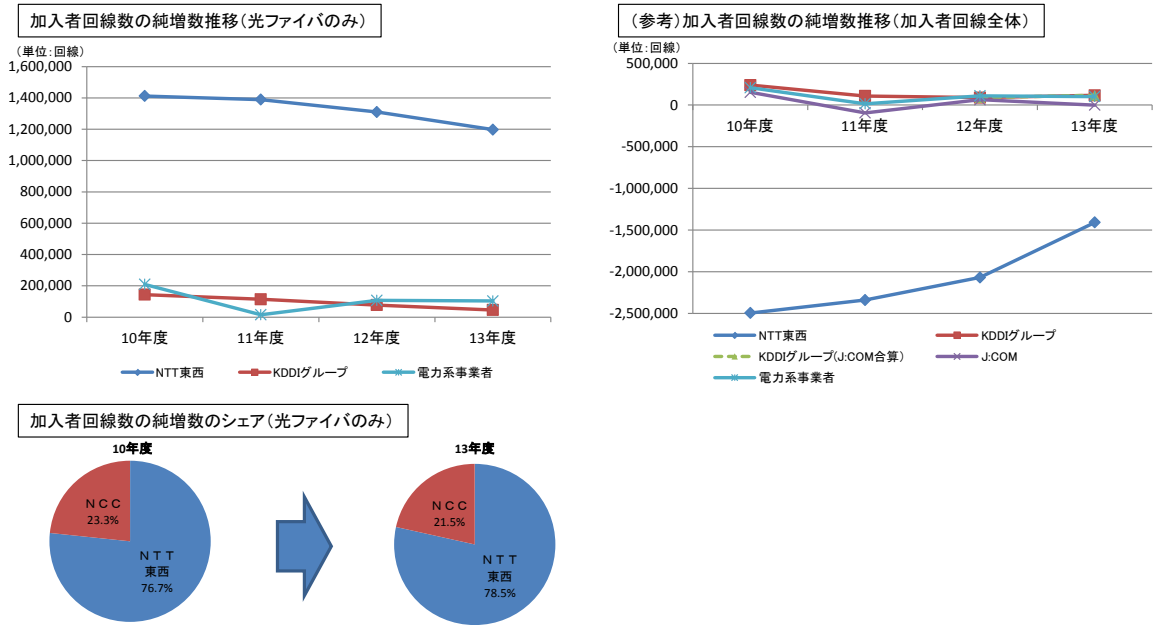 加入者回線数の純増数推移(光ファイバのみ)
(単位:回線)
1,600,000
1,400,000
1,200,000
1,000,000
800,000
600,000
400,000
200,000
0
10年度 11年度 12年度 13年度
NTT東西 KDDIグループ 電力系事業者
(参考)加入者回線数の純増数推移(加入者回線全体)
(単位:回線)
500,000
0
-500,000
-1,000,000
-1,500,000
-2,000,000
-2,500,000
10年度 11年度 12年度 13年度
NTT東西 KDDIグループ
KDDIグループ(J:COM合算) J:COM
電力系事業者
加入者回線数の純増数のシェア(光ファイバのみ)
10年度
NCC
23.3%
NTT
東西
76.7%
13年度
NCC
21.5%
NTT
東西
78.5%